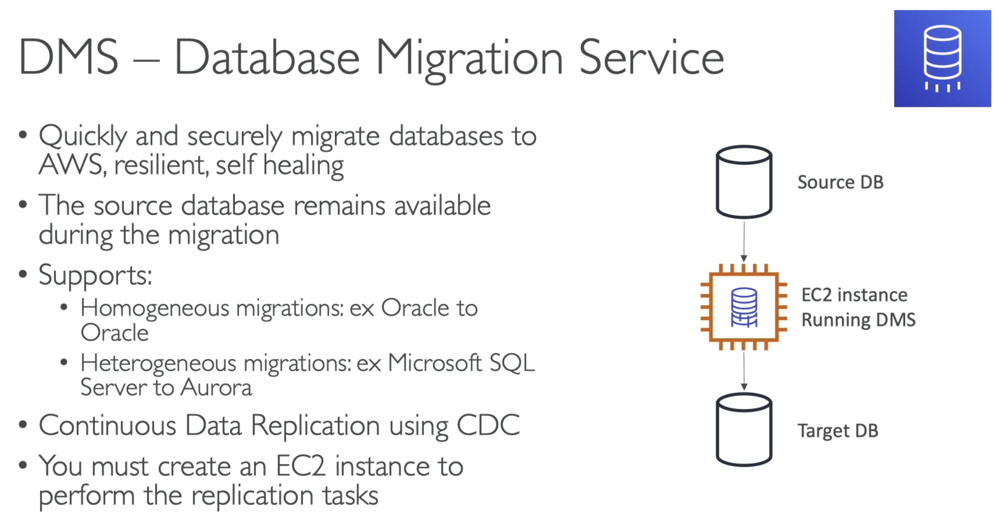 DMS – Database Migration Service
• Quickly and securely migrate databases to
AWS, resilient, self healing
• The source database remains available
during the migration
• Supports:
• Homogeneous migrations: ex Oracle to
Oracle
• Heterogeneous migrations: ex Microsoft SQL
Server to Aurora
• Continuous Data Replication using CDC
• You must create an EC2 instance to
perform the replication tasks
Source DB
EC2 instance
Running DMS
Target DB